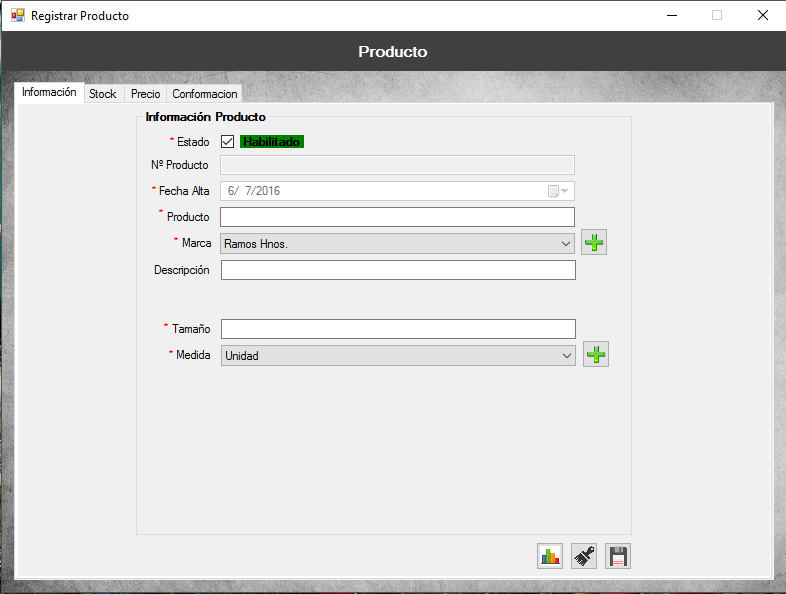 Registrar Producto
Producto
Información Stock Precio Conformacion
Información Producto
* Estado Habilitado
Nº Producto
* Fecha Alta 6/ 7/2016
* Producto
* Marca Ramos Hnos.
Descripción
* Tamaño
* Medida Unidad